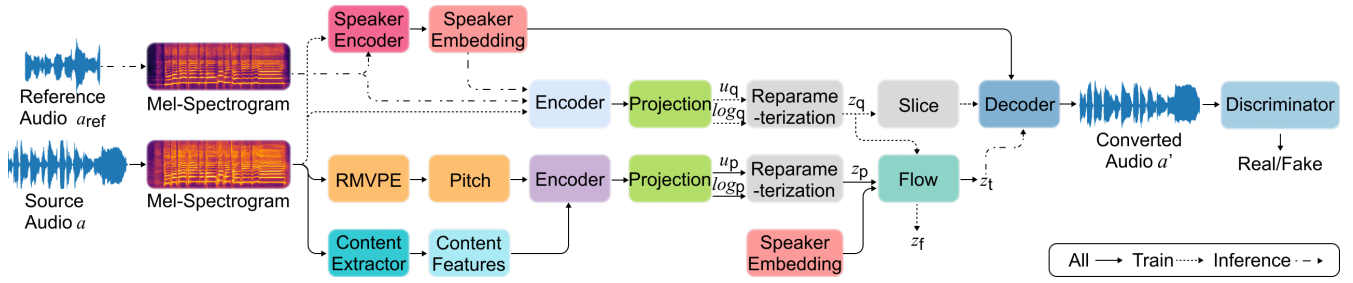 Reference
Audio a_ref
Mel-Spectrogram
Source
Audio a
Mel-Spectrogram
Speaker
Encoder
Speaker
Embedding
Encoder
Projection
u_q
log_q
Reparame
-terization
z_q
Slice
Decoder
Converted
Audio a'
Discriminator
Real/Fake
RMVPE
Pitch
Encoder
Projection
u_p
log_p
Reparame
-terization
z_p
Flow
z_t
z_f
Content
Extractor
Content
Features
Speaker
Embedding
All Train Inference